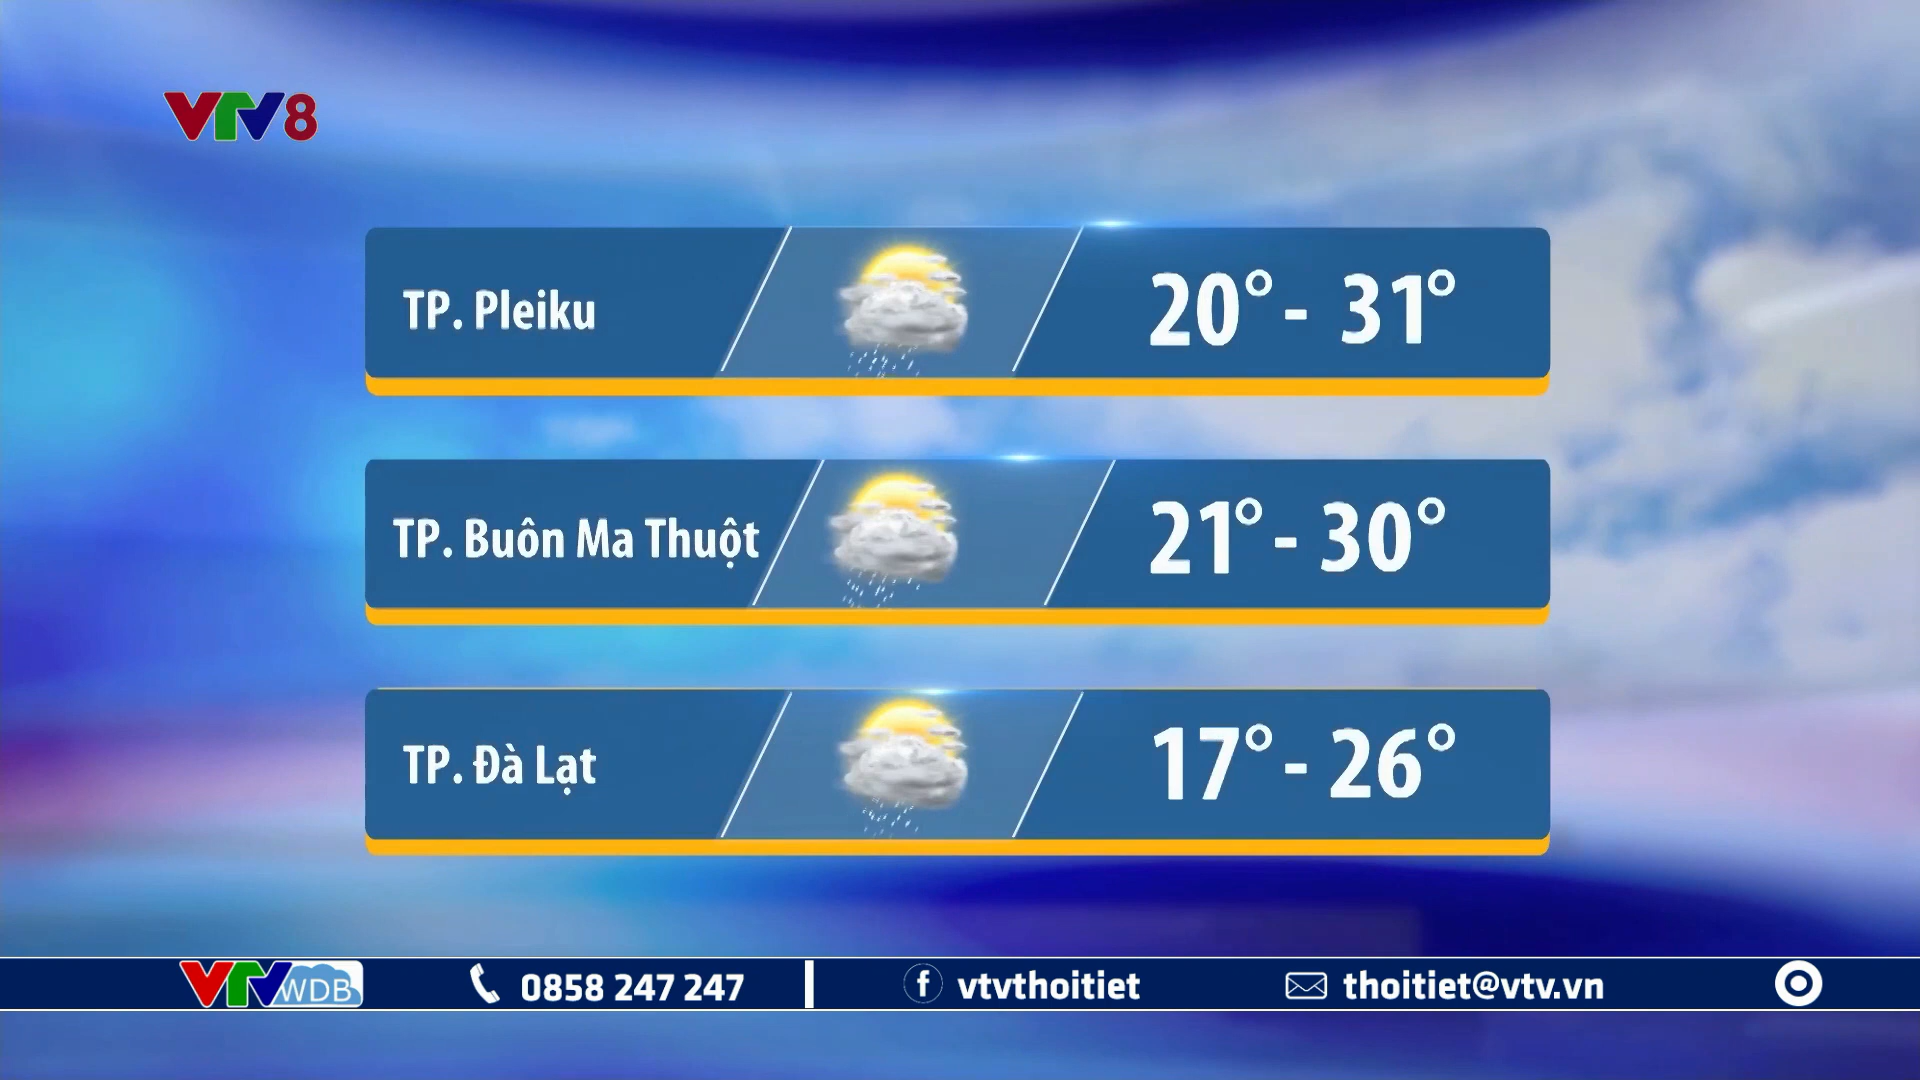 VTV8
TP. Pleiku
20° - 31°
TP. Buôn Ma Thuột
21° - 30°
TP. Đà Lạt
17° - 26°
VTV WDB
0858 247 247
f vtvthoitiet
thoitiet@vtv.vn